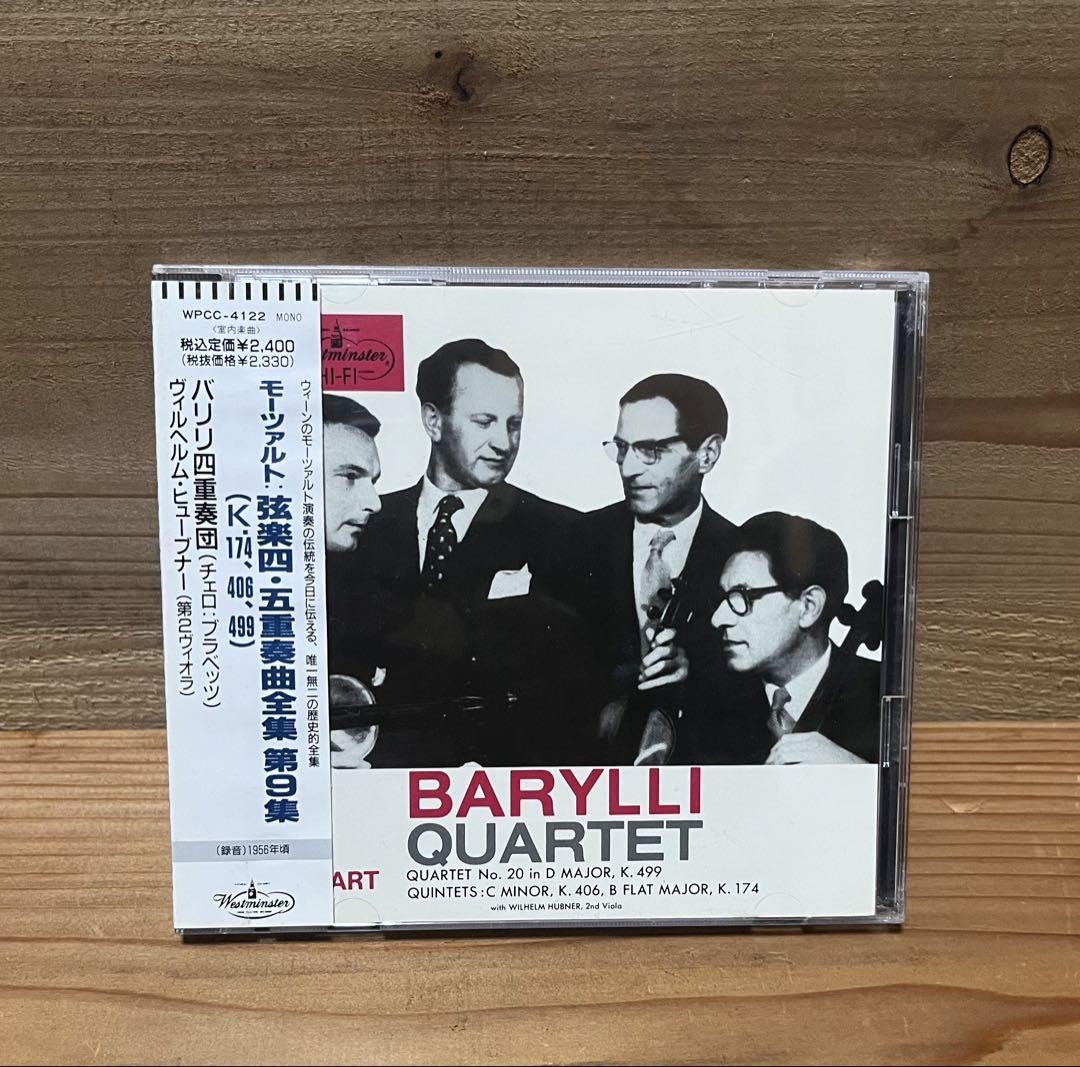 WPCC-4122 MONO
〈室内楽曲〉
税込定価¥2,400
(税抜価格¥2,330)
ウィーンのモーツァルト演奏の伝統を今日に伝える、唯一無二の歴史的全集
モーツァルト:弦楽四・五重奏曲全集 第9集
(K.174、406、499)
バリリ四重奏団(チェロ:ブラベッツ)
ヴィルヘルム・ヒューブナー(第2ヴィオラ)
(録音)1956年頃
Westminster
tminster
HI-FI
BARYLLI
QUARTET
ART
QUARTET No. 20 in D MAJOR, K. 499
QUINTETS: C MINOR, K. 406, B FLAT MAJOR, K. 174
with WILHELM HUBNER, 2nd Viola